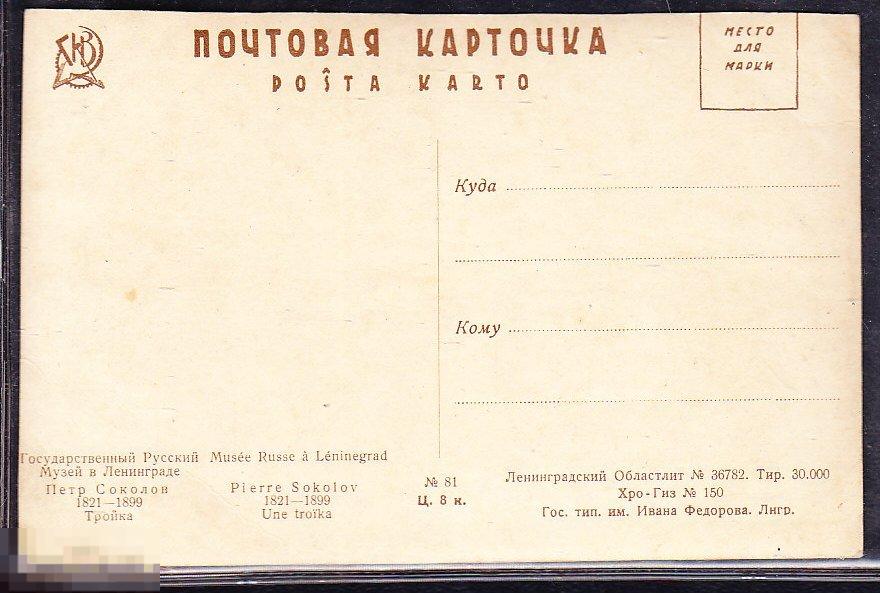 ПОЧТОВАЯ КАРТОЧКА
POŜTA KARTO
МЕСТО
ДЛЯ
МАРКИ
Куда
Кому
Государственный Русский
Музей в Ленинграде
Петр Соколов
1821—1899
Тройка
Musée Russe à Léninegrad
Pierre Sokolov
1821—1899
Une troïka
№ 81
Ц. 8 к.
Ленинградский Областлит № 36782. Тир. 30.000
Хро-Гиз № 150
Гос. тип. им. Ивана Федорова. Лнгр.